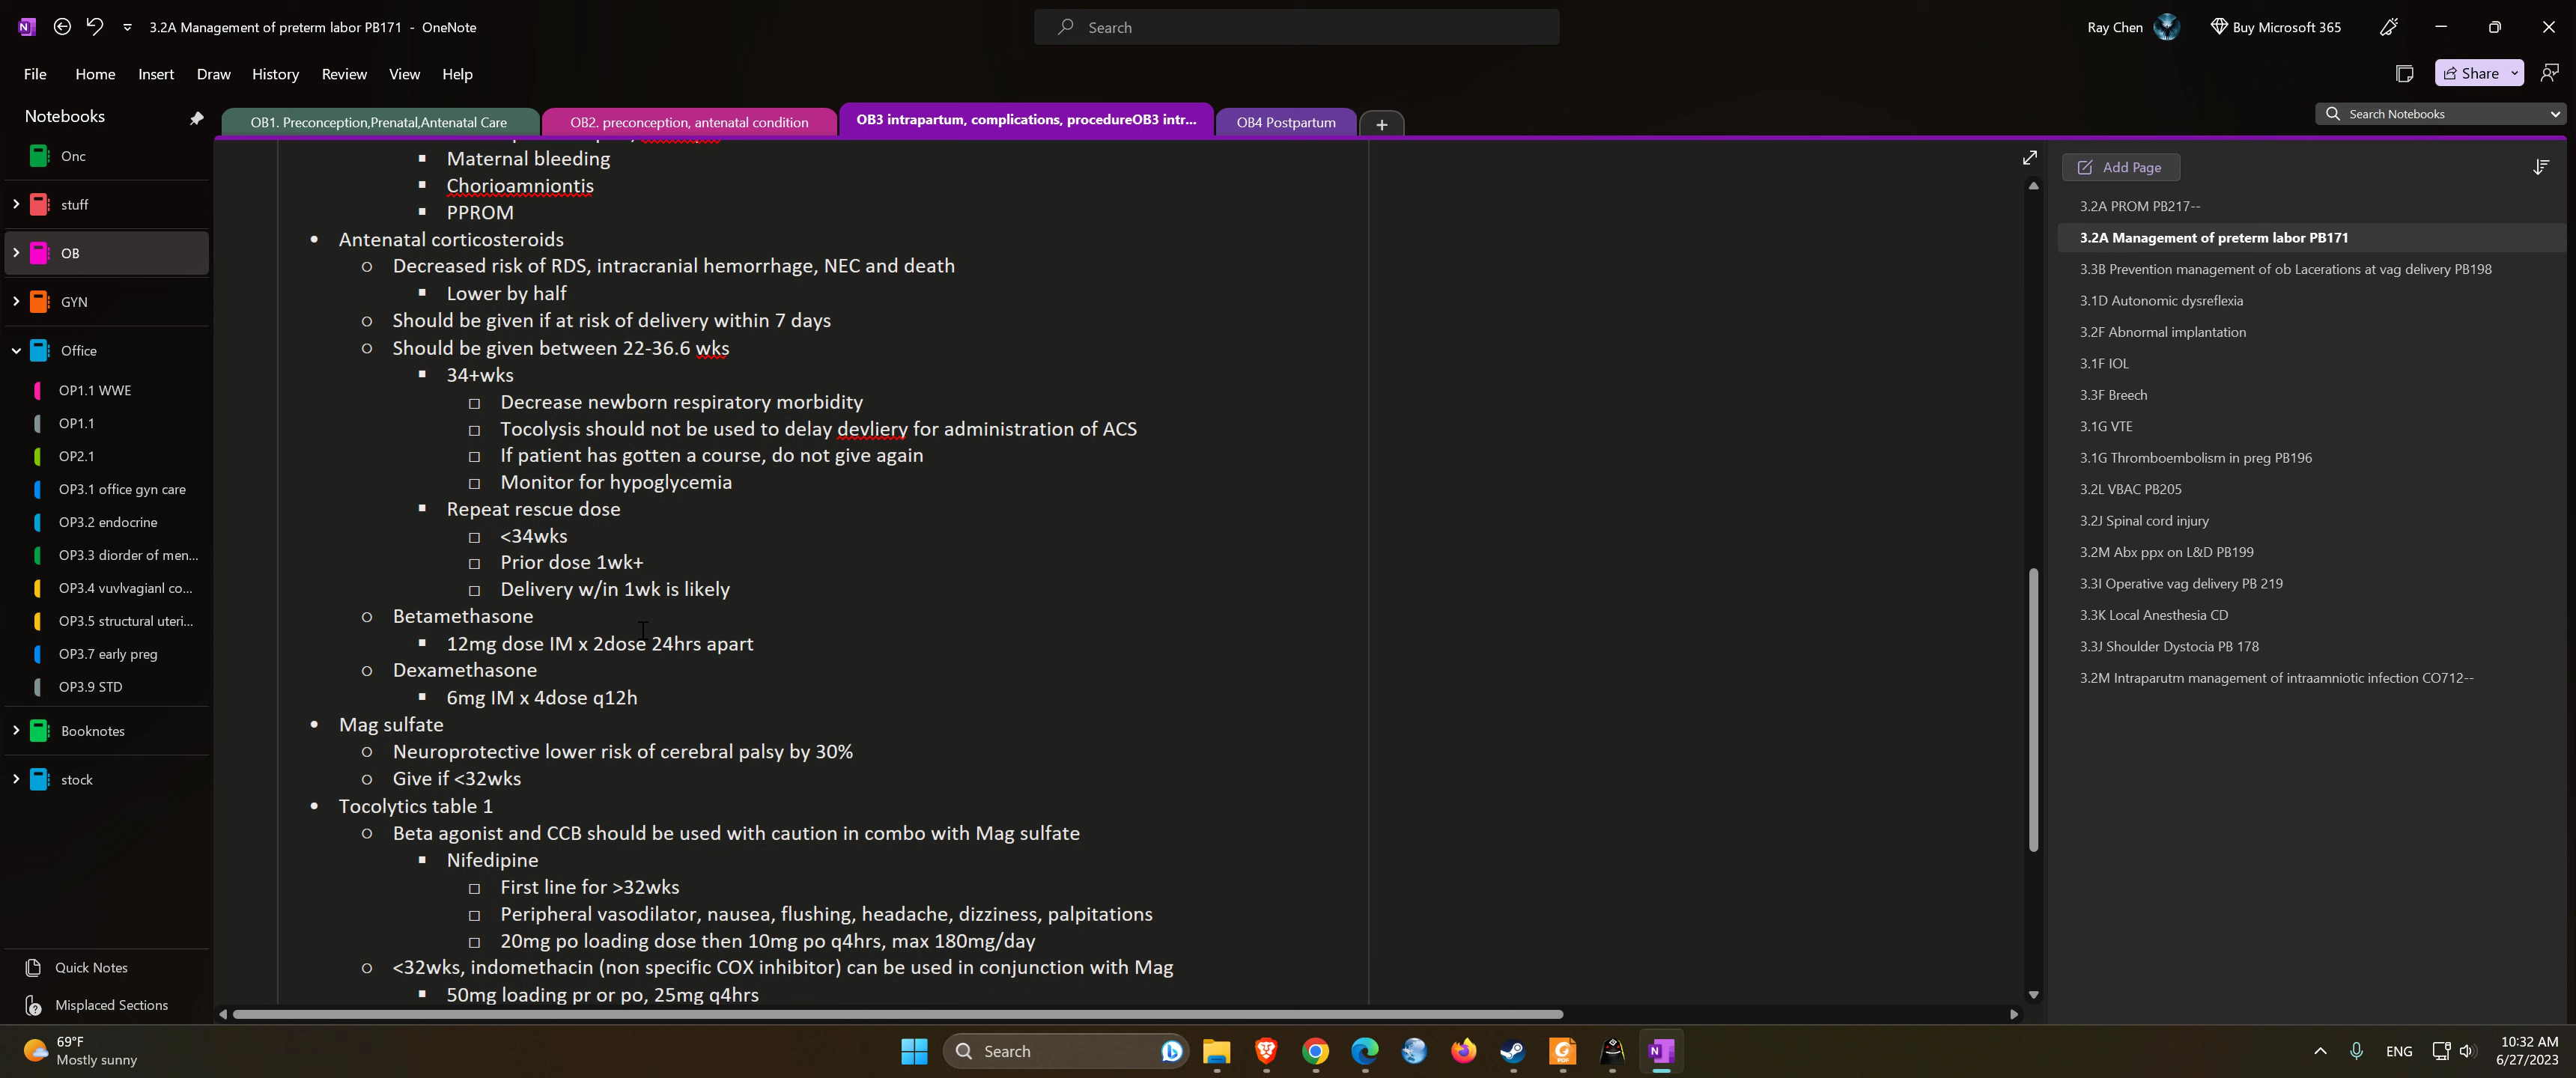 3.2A Management of preterm labor PB171 - OneNote
Search
Ray Chen
Buy Microsoft 365
File Home Insert Draw History Review View Help
Share
Notebooks
OB1. Preconception,Prenatal,Antenatal Care
OB2. preconception, antenatal condition
OB3 intrapartum, complications, procedureOB3 intr...
OB4 Postpartum
+
Search Notebooks
Onc
stuff
OB
GYN
Office
OP1.1 WWE
OP1.1
OP2.1
OP3.1 office gyn care
OP3.2 endocrine
OP3.3 diorder of men...
OP3.4 vuvlvagianl co...
OP3.5 structural uteri...
OP3.7 early preg
OP3.9 STD
Booknotes
stock
Quick Notes
Misplaced Sections
Maternal bleeding
Chorioamniontis
PPROM
Antenatal corticosteroids
Decreased risk of RDS, intracranial hemorrhage, NEC and death
Lower by half
Should be given if at risk of delivery within 7 days
Should be given between 22-36.6 wks
34+wks
Decrease newborn respiratory morbidity
Tocolysis should not be used to delay devliery for administration of ACS
If patient has gotten a course, do not give again
Monitor for hypoglycemia
Repeat rescue dose
<34wks
Prior dose 1wk+
Delivery w/in 1wk is likely
Betamethasone
12mg dose IM x 2dose 24hrs apart
Dexamethasone
6mg IM x 4dose q12h
Mag sulfate
Neuroprotective lower risk of cerebral palsy by 30%
Give if <32wks
Tocolytics table 1
Beta agonist and CCB should be used with caution in combo with Mag sulfate
Nifedipine
First line for >32wks
Peripheral vasodilator, nausea, flushing, headache, dizziness, palpitations
20mg po loading dose then 10mg po q4hrs, max 180mg/day
<32wks, indomethacin (non specific COX inhibitor) can be used in conjunction with Mag
50mg loading pr or po, 25mg q4hrs
Add Page
3.2A PROM PB217--
3.2A Management of preterm labor PB171
3.3B Prevention management of ob Lacerations at vag delivery PB198
3.1D Autonomic dysreflexia
3.2F Abnormal implantation
3.1F IOL
3.3F Breech
3.1G VTE
3.1G Thromboembolism in preg PB196
3.2L VBAC PB205
3.2J Spinal cord injury
3.2M Abx ppx on L&D PB199
3.3I Operative vag delivery PB 219
3.3K Local Anesthesia CD
3.3J Shoulder Dystocia PB 178
3.2M Intraparutm management of intraamniotic infection CO712--
69°F
Mostly sunny
Search
ENG
10:32 AM
6/27/2023